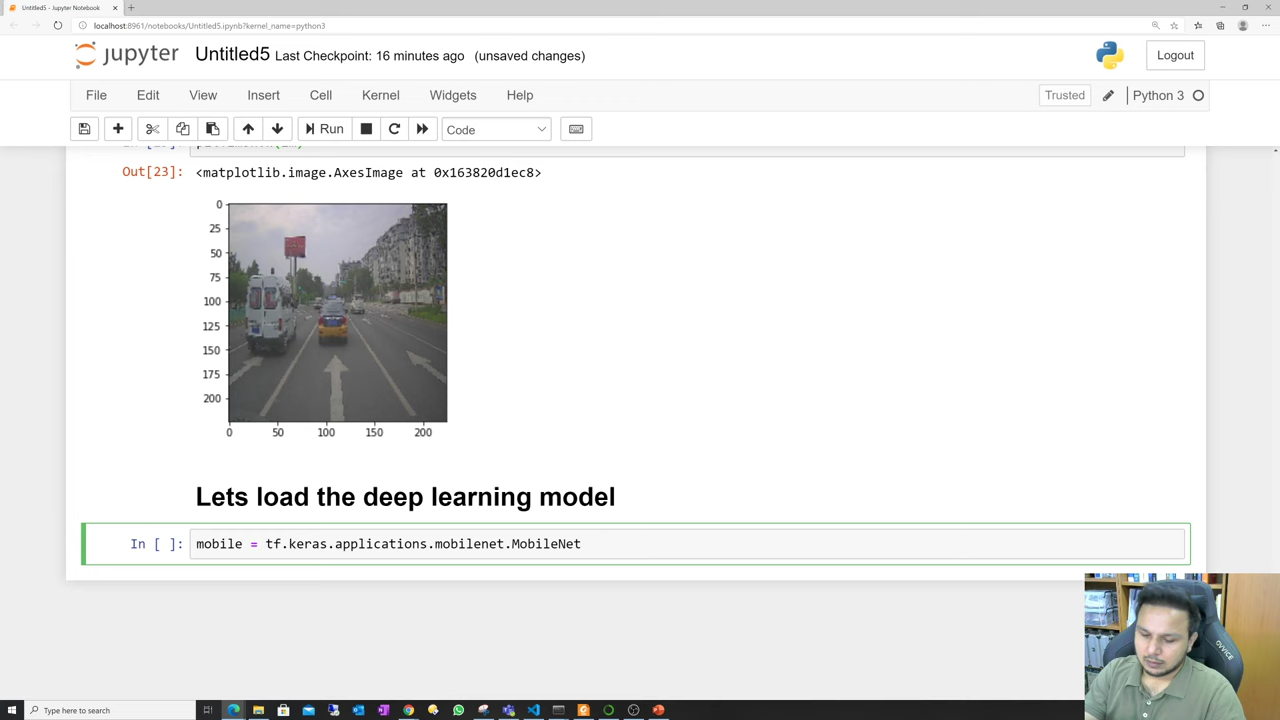 Untitled5 - Jupyter Notebook
localhost:8961/notebooks/Untitled5.ipynb?kernel_name=python3
jupyter Untitled5 Last Checkpoint: 16 minutes ago (unsaved changes) Logout
File Edit View Insert Cell Kernel Widgets Help Trusted Python 3
Run Code
Out[23]: <matplotlib.image.AxesImage at 0x163820d1ec8>
0
25
50
75
100
125
150
175
200
0 50 100 150 200
Lets load the deep learning model
In [ ]: mobile = tf.keras.applications.mobilenet.MobileNet
OVVICE
Type here to search